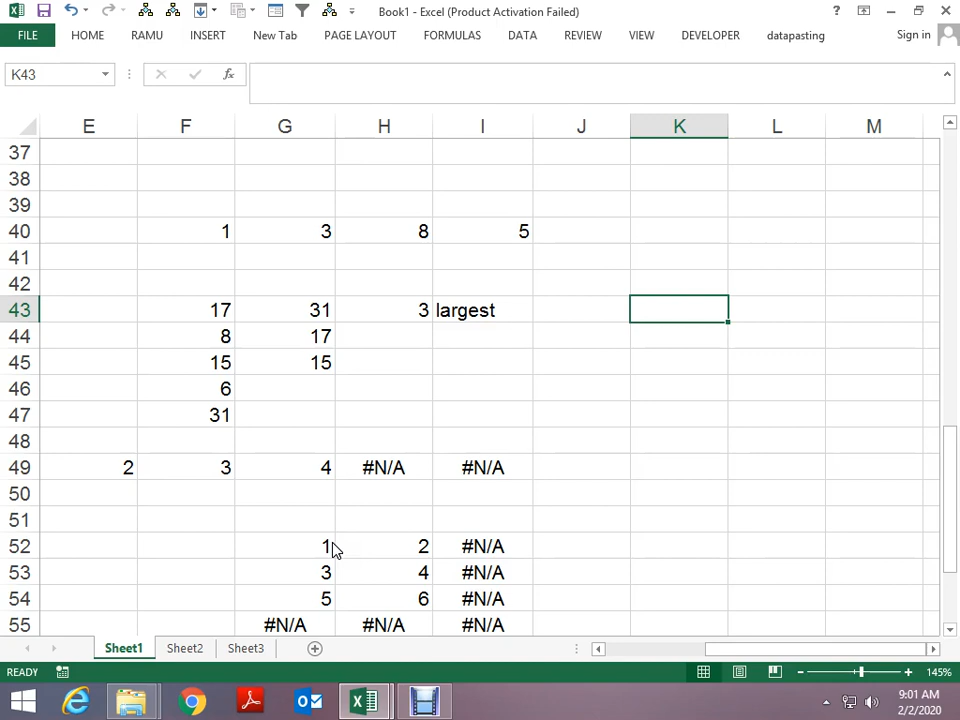 Book1 - Excel (Product Activation Failed)
FILE HOME RAMU INSERT New Tab PAGE LAYOUT FORMULAS DATA REVIEW VIEW DEVELOPER datapasting Sign in
K43 fx
E F G H I J K L M
37
38
39
40 1 3 8 5
41
42
43 17 31 3 largest
44 8 17
45 15 15
46 6
47 31
48
49 2 3 4 #N/A #N/A
50
51
52 1 2 #N/A
53 3 4 #N/A
54 5 6 #N/A
55 #N/A #N/A #N/A
Sheet1 Sheet2 Sheet3
READY 145%
9:01 AM
2/2/2020